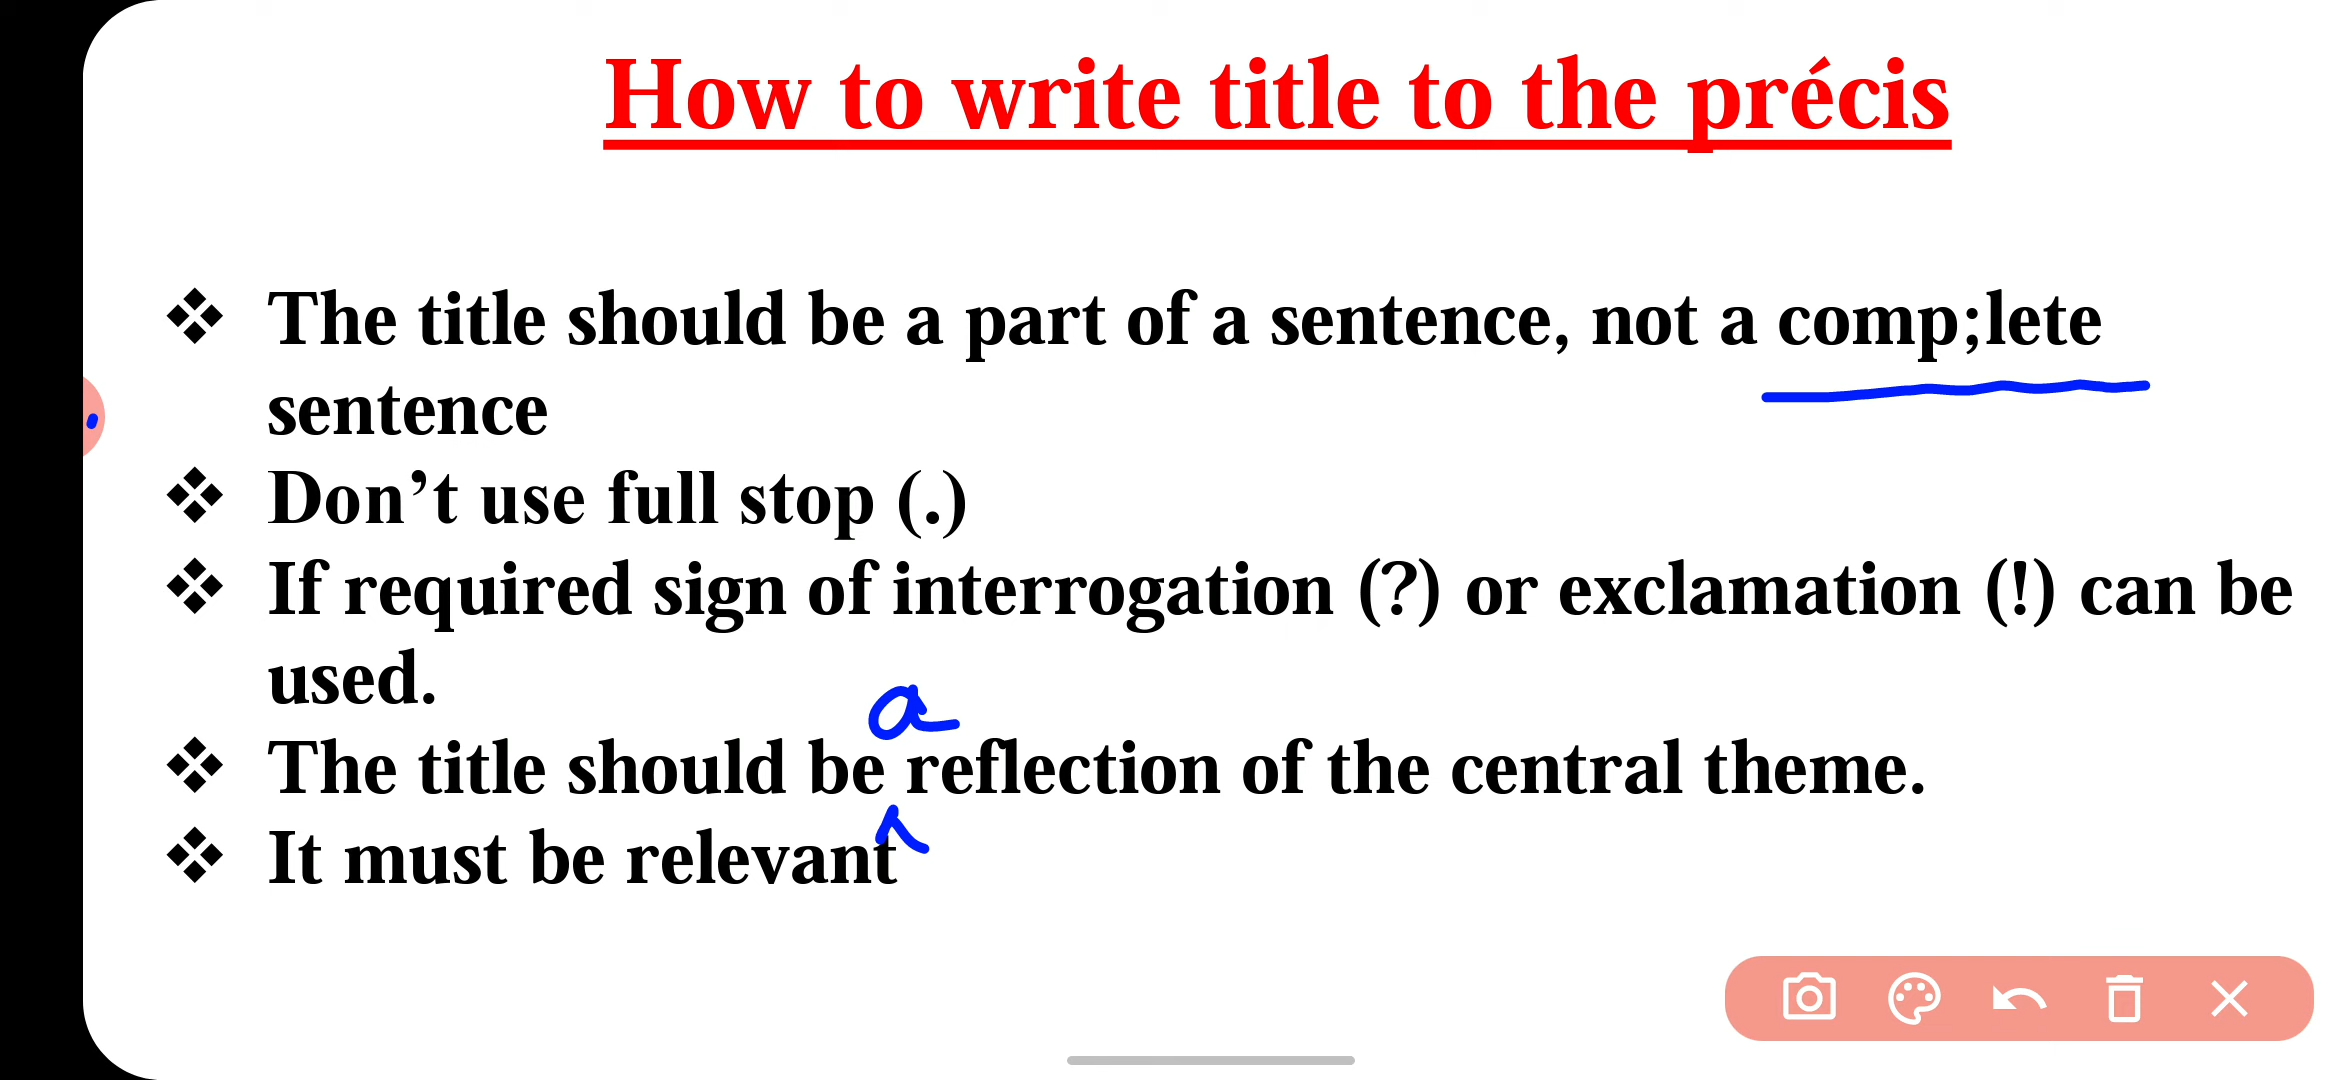 How to write title to the précis
❖ The title should be a part of a sentence, not a comp;lete
sentence
❖ Don’t use full stop (.)
❖ If required sign of interrogation (?) or exclamation (!) can be
used.
a
❖ The title should be reflection of the central theme.
❖ It must be relevant